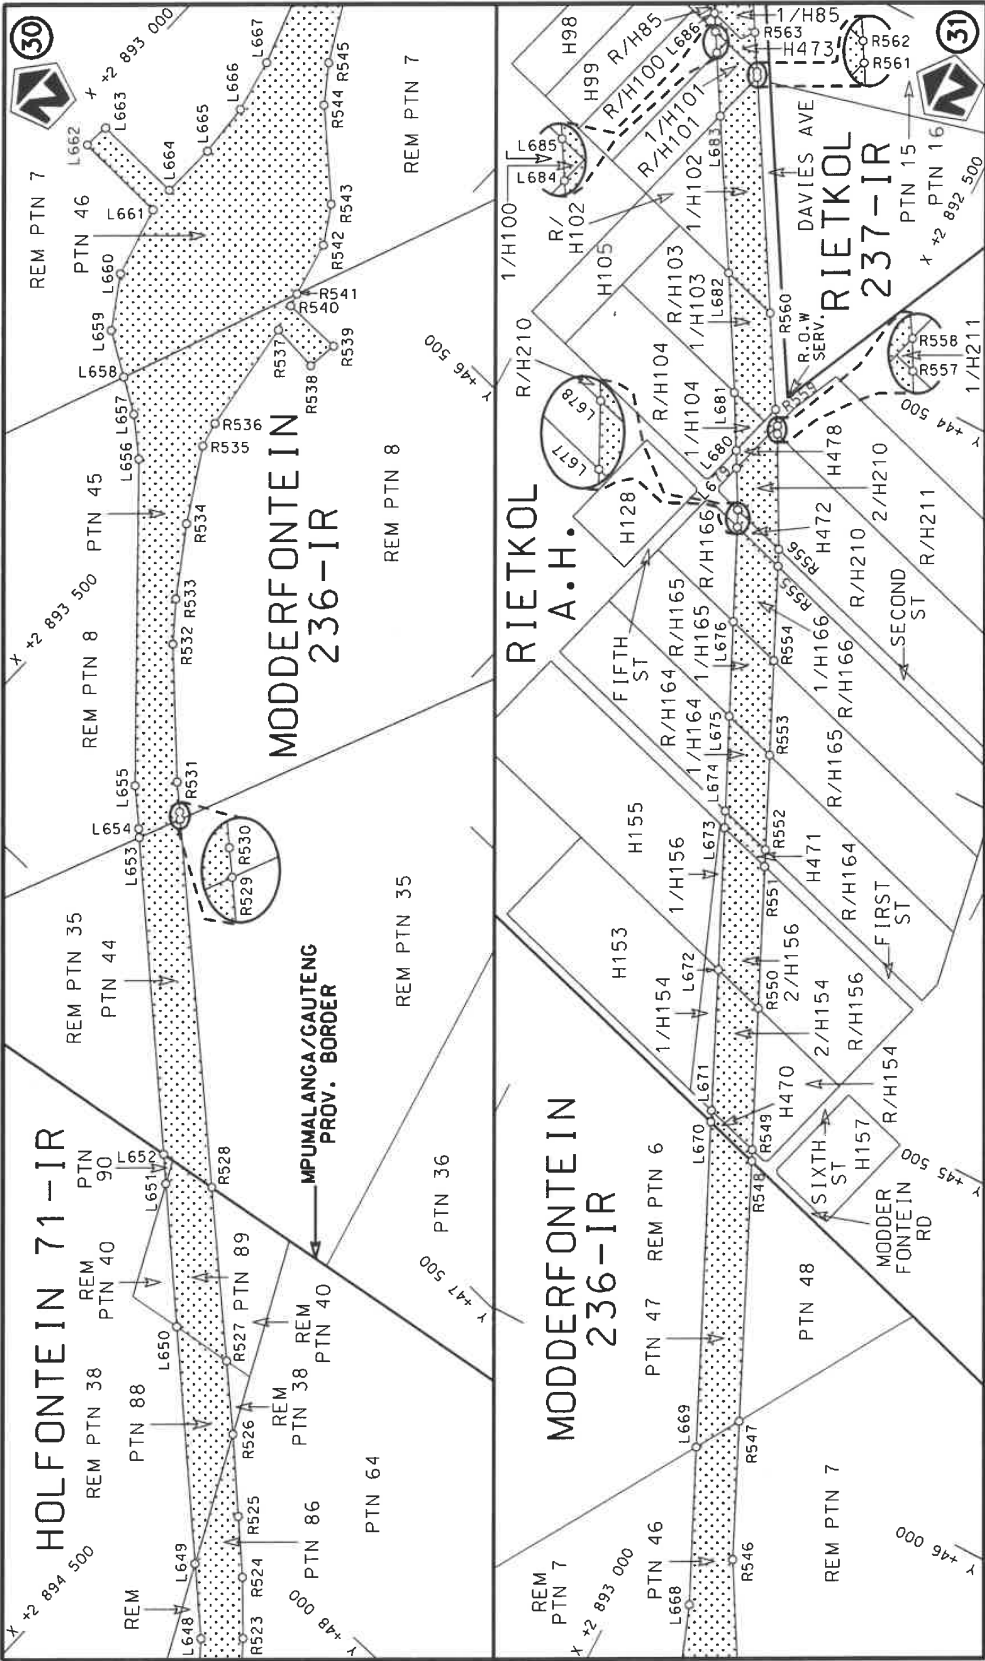 30
HOLFONTEIN 71-IR
MODDERFONTEIN
236-IR
MPUMALANGA/GAUTENG
PROV. BORDER
X +2 894 500
X +2 893 500
X +2 893 000
Y +48 000
Y +47 500
Y +46 500
REM
REM PTN 38
PTN 88
REM
PTN 40
PTN
90
PTN 89
REM
PTN 40
REM
PTN 38
PTN 86
PTN 64
PTN 36
REM PTN 35
PTN 44
REM PTN 35
REM PTN 8
PTN 45
REM PTN 8
REM PTN 7
PTN 46
REM PTN 7
L648
L649
L650
L651
L652
L653
L654
L655
L656
L657
L658
L659
L660
L661
L662
L663
L664
L665
L666
L667
R523
R524
R525
R526
R527
R528
R529
R530
R531
R532
R533
R534
R535
R536
R537
R538
R539
R540
R541
R542
R543
R544
R545
31
MODDERFONTEIN
236-IR
RIETKOL
A.H.
RIETKOL
237-IR
X +2 893 000
X +2 892 500
Y +46 000
Y +45 500
Y +44 500
REM
PTN 7
PTN 46
REM PTN 7
PTN 47
REM PTN 6
PTN 48
MODDER
FONTEIN
RD
SIXTH
ST
H157
H470
R/H154
1/H154
2/H154
H153
R/H156
1/H156
2/H156
H155
FIRST
ST
H471
R/H164
R/H164
1/H164
R/H165
R/H165
1/H165
R/H166
R/H166
1/H166
FIFTH
ST
H128
SECOND
ST
H472
R/H210
R/H210
2/H210
R/H211
1/H211
H478
R/H104
1/H104
R/H103
1/H103
H105
R/
H102
1/H102
R/H101
1/H101
R/H100
1/H100
H99
H98
R/H85
1/H85
H473
R.O.W
SERV.
DAVIES AVE
PTN 15
PTN 16
L668
L669
L670
L671
L672
L673
L674
L675
L676
L677
L678
L679
L680
L681
L682
L683
L684
L685
L686
R546
R547
R548
R549
R550
R551
R552
R553
R554
R555
R556
R557
R558
R559
R560
R561
R562
R563